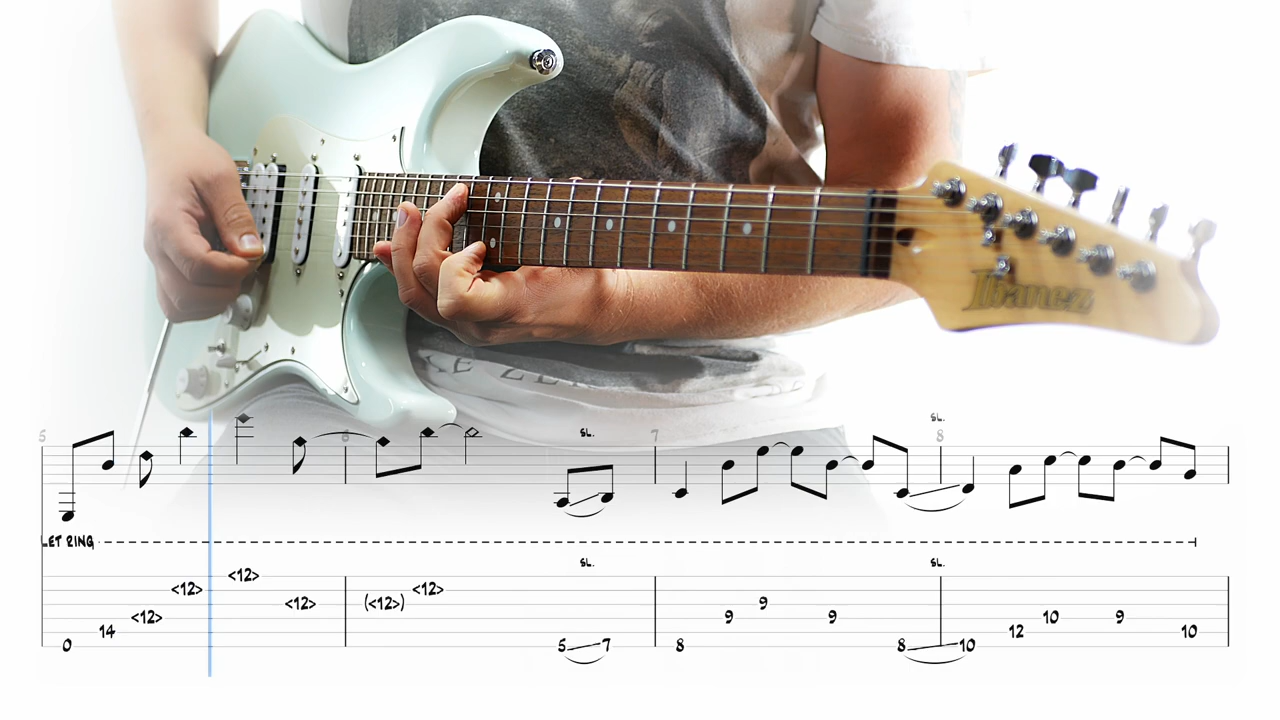 Ibanez
SL.
5 6 SL. 7 8
LET RING
SL. SL.
<12>
<12> <12>
<12> (<12>) 9
<12> 9 9 10 9
14 12 10
0 5 7 8 8 10